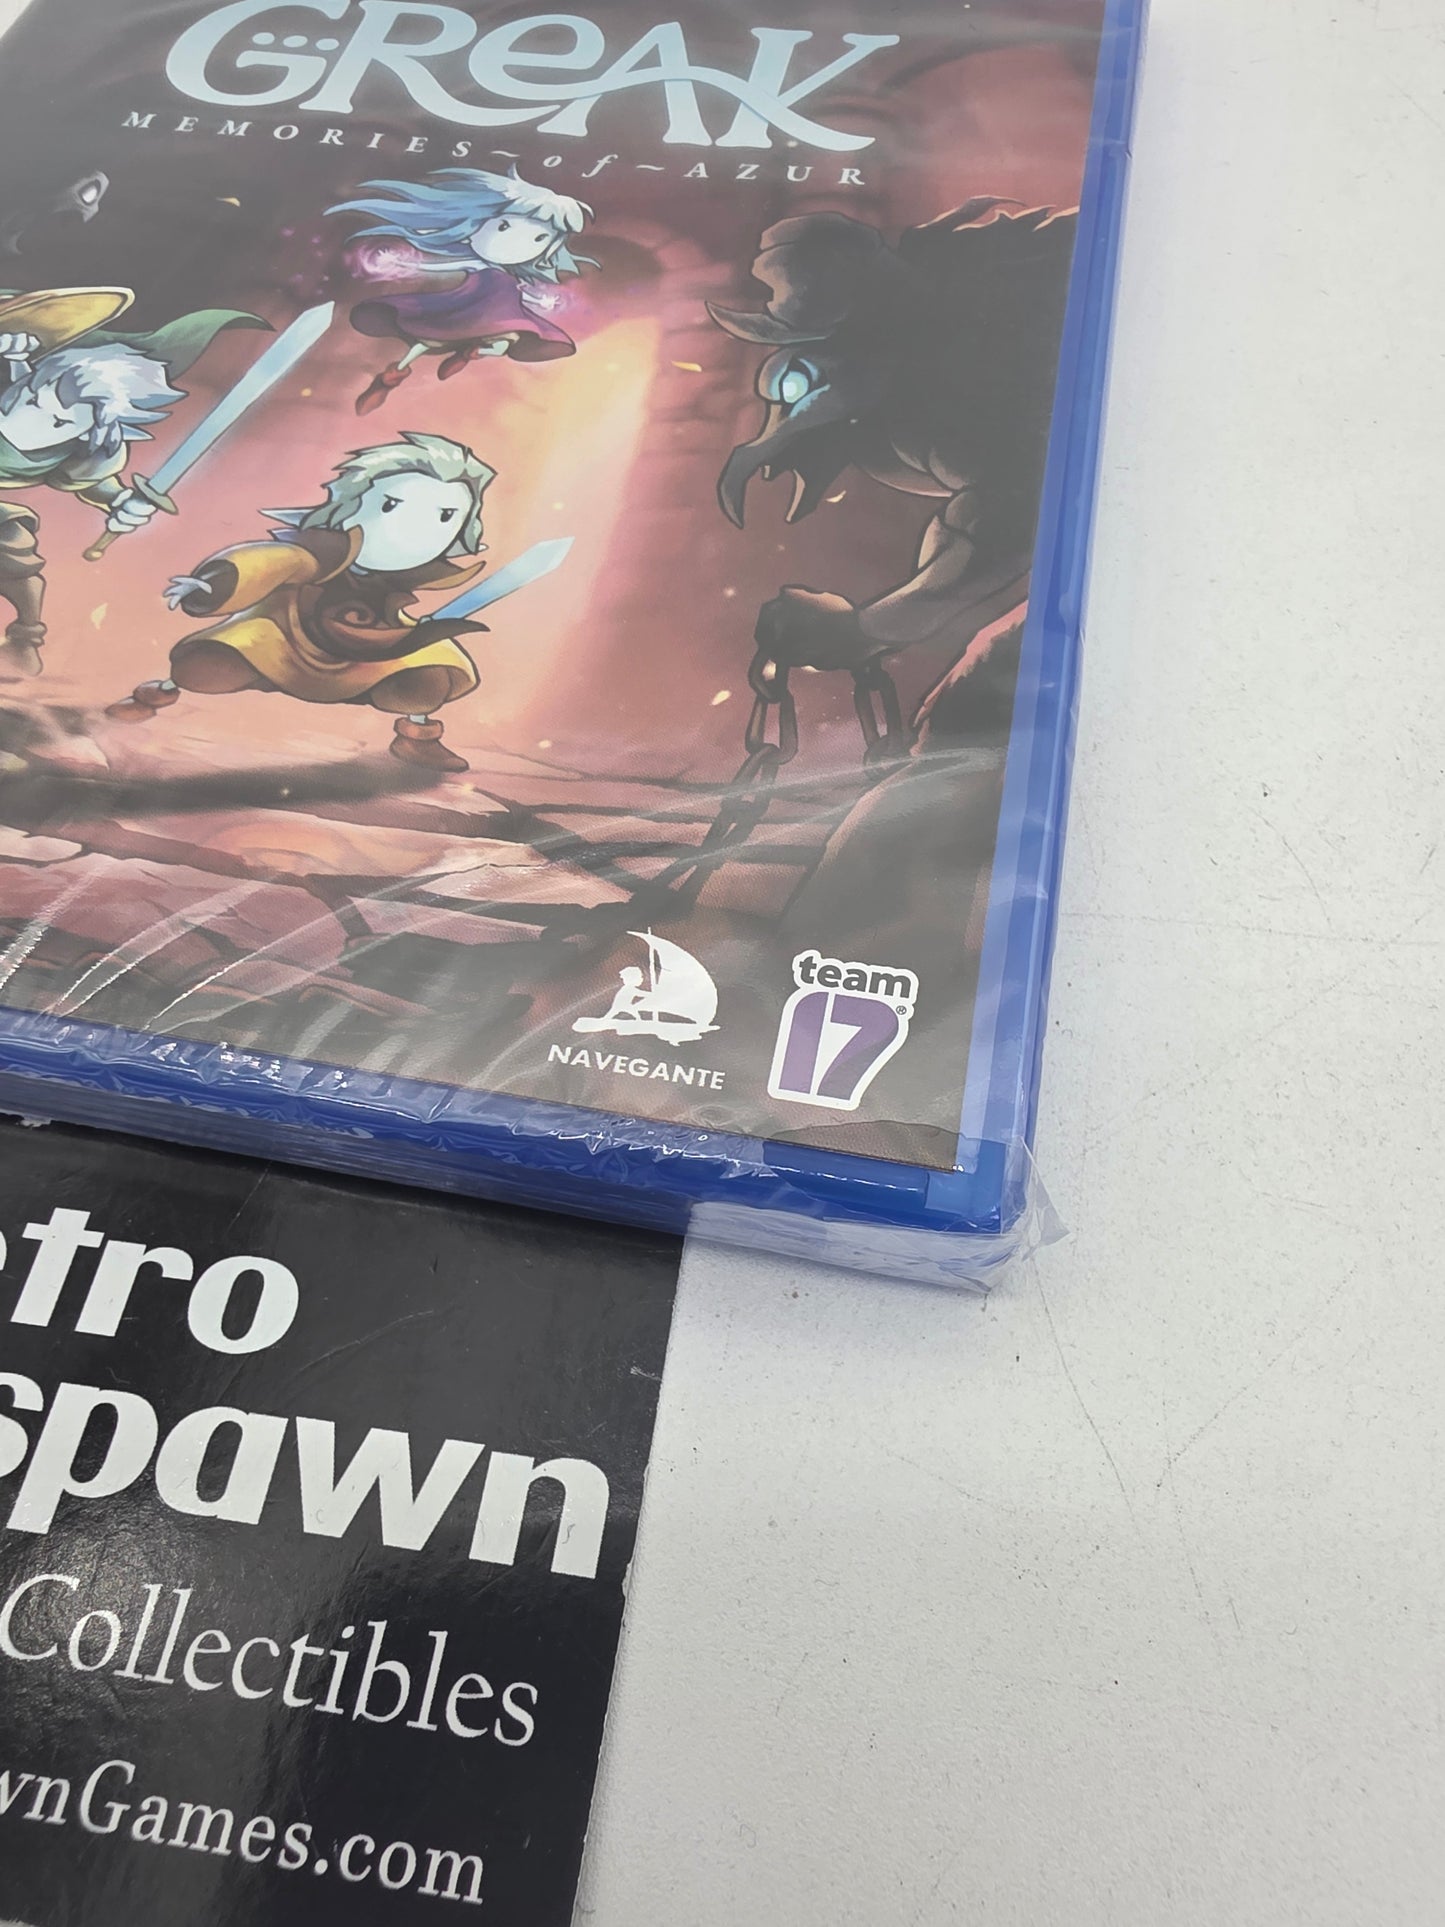 GREAK
MEMORIES~of~AZUR
NAVEGANTE
team
17®
etro
spawn
Collectibles
wnGames.com